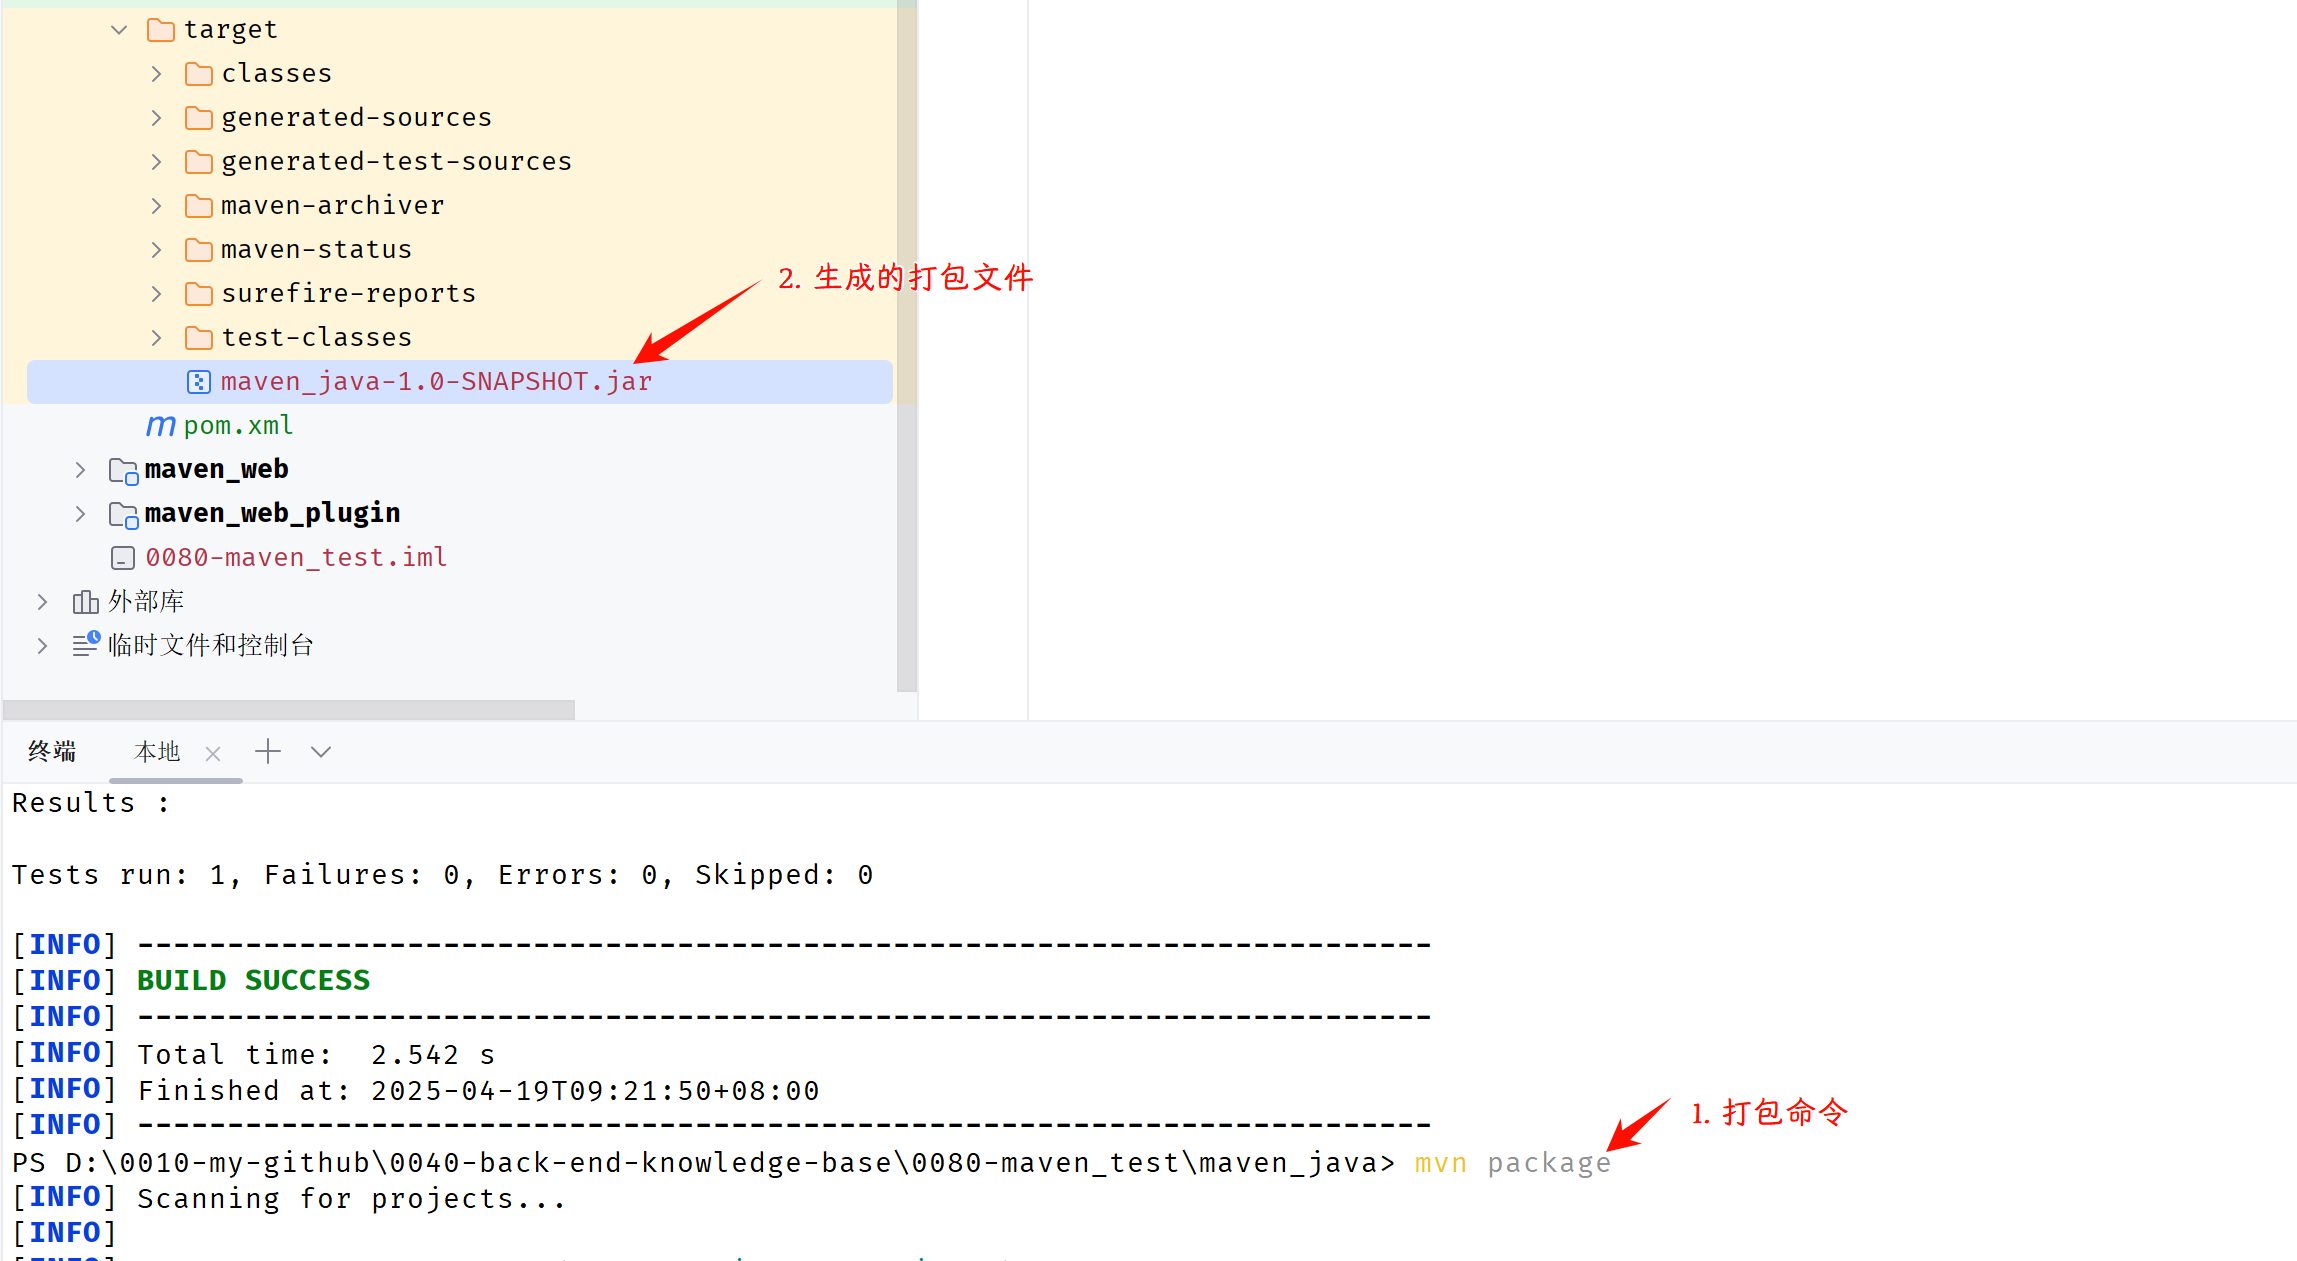 target
classes
generated-sources
generated-test-sources
maven-archiver
maven-status
2. 生成的打包文件
surefire-reports
test-classes
maven_java-1.0-SNAPSHOT.jar
pom.xml
maven_web
maven_web_plugin
0080-maven_test.iml
外部库
临时文件和控制台
终端 本地
Results :
Tests run: 1, Failures: 0, Errors: 0, Skipped: 0
[INFO] ------------------------------------------------------------------------
[INFO] BUILD SUCCESS
[INFO] ------------------------------------------------------------------------
[INFO] Total time:  2.542 s
[INFO] Finished at: 2025-04-19T09:21:50+08:00
[INFO] ------------------------------------------------------------------------
1. 打包命令
PS D:\0010-my-github\0040-back-end-knowledge-base\0080-maven_test\maven_java> mvn package
[INFO] Scanning for projects...
[INFO]